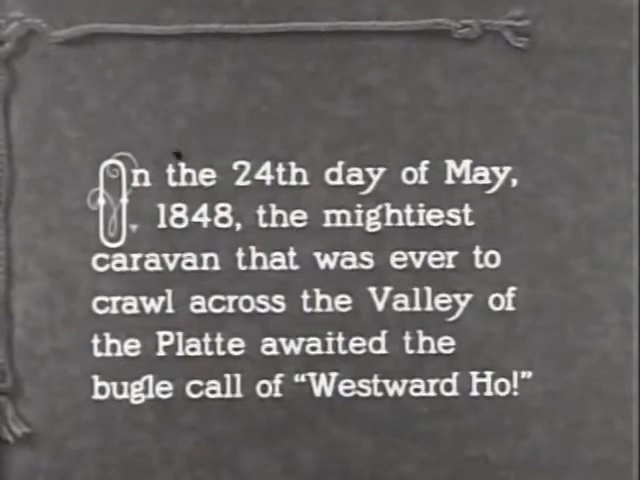 On the 24th day of May,
1848, the mightiest
caravan that was ever to
crawl across the Valley of
the Platte awaited the
bugle call of “Westward Ho!”